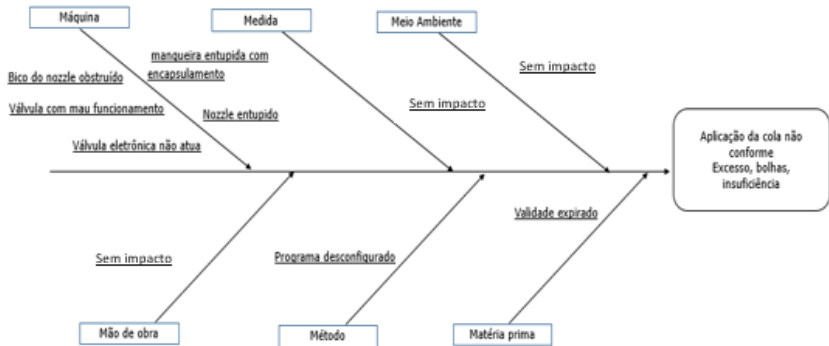 Máquina
Medida
Meio Ambiente
mangueira entupida com
encapsulamento
Bico do nozzle obstruído
Válvula com mau funcionamento
Nozzle entupido
Válvula eletrônica não atua
Sem impacto
Sem impacto
Aplicação da cola não
conforme
Excesso, bolhas,
insuficiência
Sem impacto
Programa desconfigurado
Validade expirado
Mão de obra
Método
Matéria prima